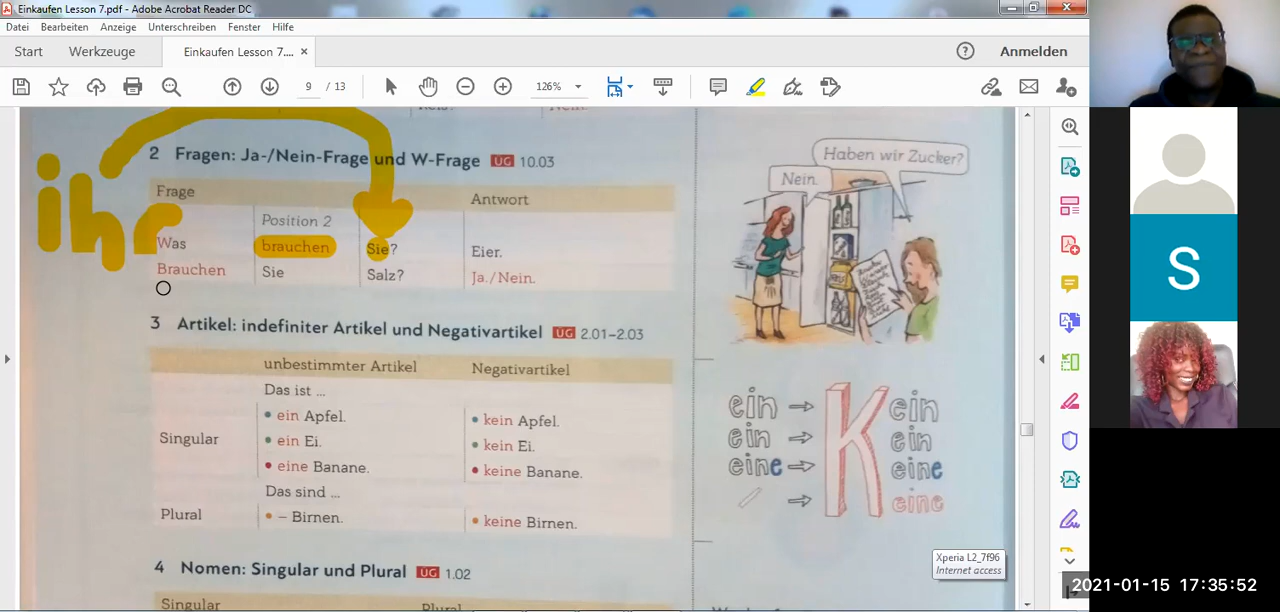 Einkaufen Lesson 7.pdf - Adobe Acrobat Reader DC
Datei Bearbeiten Anzeige Unterschreiben Fenster Hilfe
Start Werkzeuge Einkaufen Lesson 7.... × Anmelden
9 / 13 126%
ihr
2 Fragen: Ja-/Nein-Frage und W-Frage UG 10.03
Frage Antwort
Position 2
Was brauchen Sie? Eier.
Brauchen Sie Salz? Ja./Nein.
3 Artikel: indefiniter Artikel und Negativartikel UG 2.01–2.03
unbestimmter Artikel Negativartikel
Das ist ...
• ein Apfel. • kein Apfel.
Singular • ein Ei. • kein Ei.
• eine Banane. • keine Banane.
Das sind ...
Plural • – Birnen. • keine Birnen.
4 Nomen: Singular und Plural UG 1.02
Singular Plural
Haben wir Zucker?
Nein.
ein → K ein
ein → ein
eine → eine
→ eine
Xperia L2_7f96
Internet access
S
2021-01-15 17:35:52